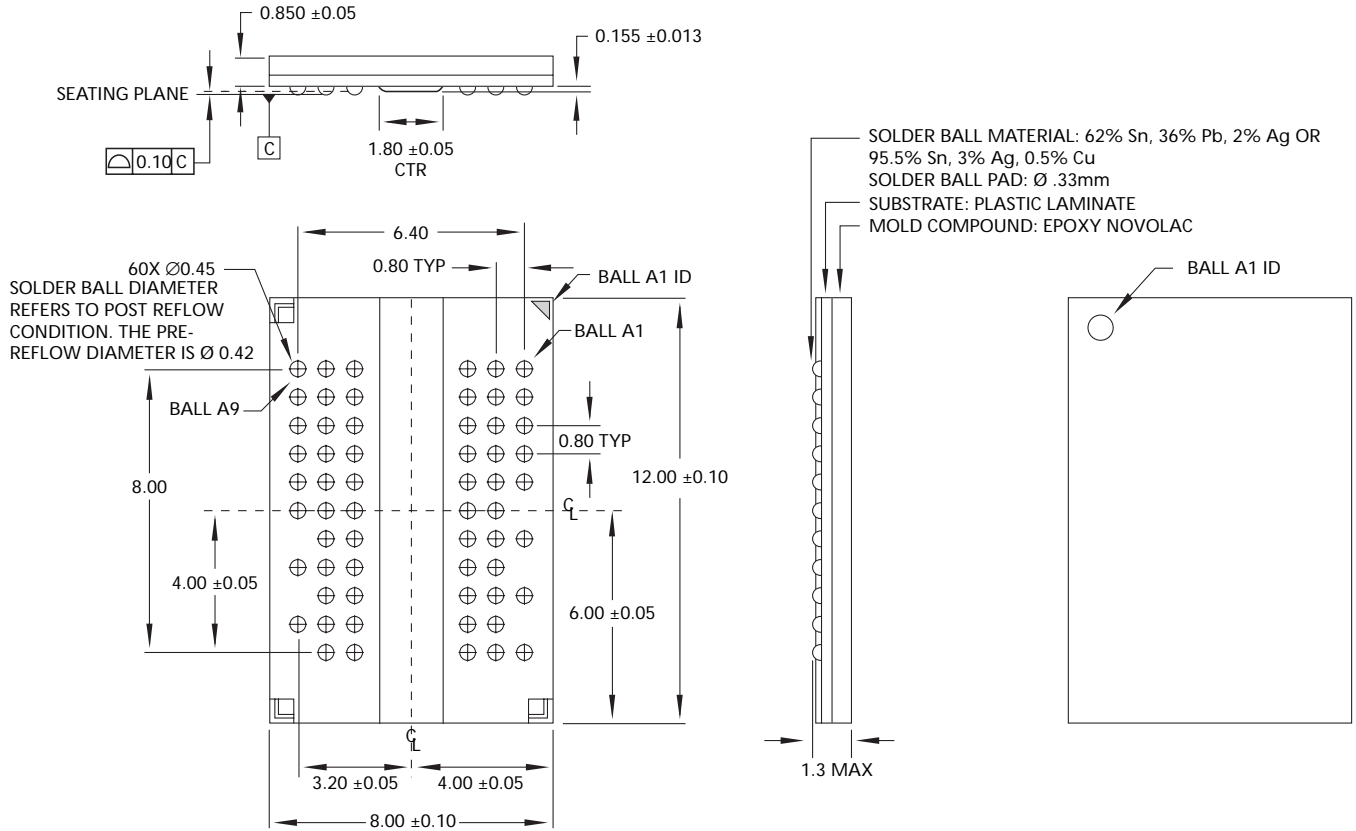 0.850 ±0.05
0.155 ±0.013
SEATING PLANE
C
0.10 C
1.80 ±0.05
CTR
SOLDER BALL MATERIAL: 62% Sn, 36% Pb, 2% Ag OR
95.5% Sn, 3% Ag, 0.5% Cu
SOLDER BALL PAD: Ø .33mm
SUBSTRATE: PLASTIC LAMINATE
MOLD COMPOUND: EPOXY NOVOLAC
6.40
0.80 TYP
60X Ø0.45
SOLDER BALL DIAMETER
REFERS TO POST REFLOW
CONDITION. THE PRE-
REFLOW DIAMETER IS Ø 0.42
BALL A1 ID
BALL A1 ID
BALL A1
BALL A9
0.80 TYP
8.00
12.00 ±0.10
CL
4.00 ±0.05
6.00 ±0.05
CL
3.20 ±0.05
4.00 ±0.05
8.00 ±0.10
1.3 MAX